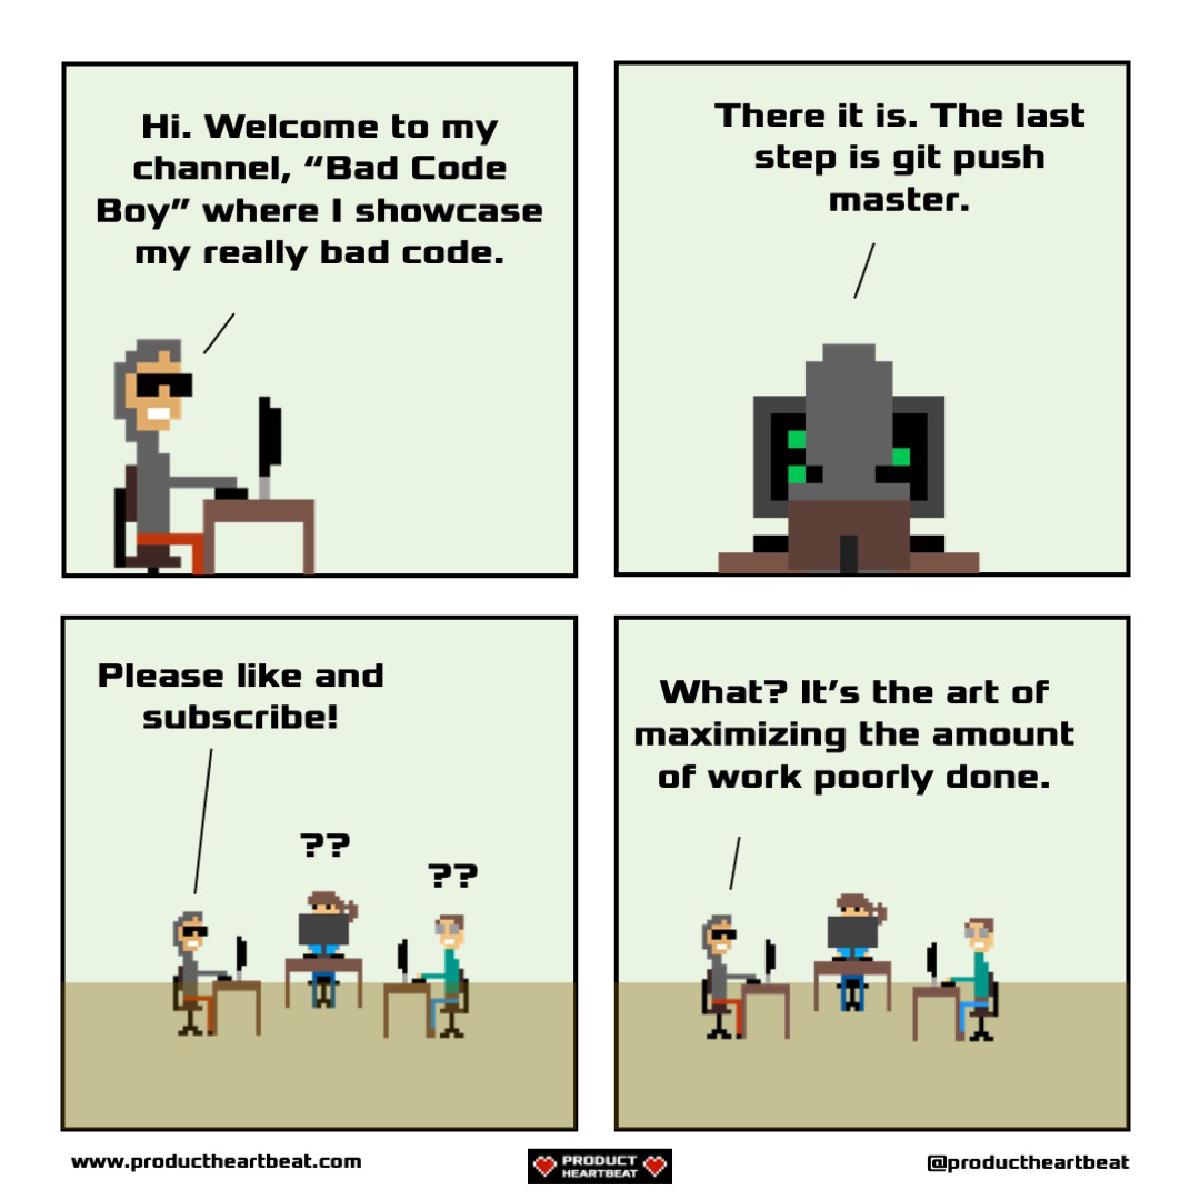 Hi. Welcome to my
channel, “Bad Code
Boy” where I showcase
my really bad code.
There it is. The last
step is git push
master.
Please like and
subscribe!
??
??
What? It’s the art of
maximizing the amount
of work poorly done.
www.productheartbeat.com
PRODUCT
HEARTBEAT
@productheartbeat